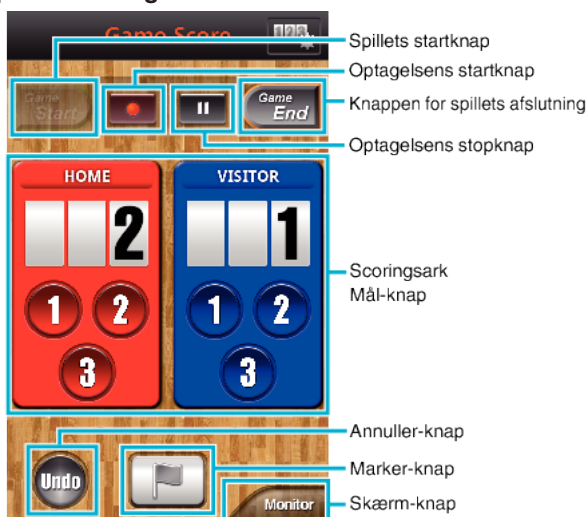 Game Score
123
Spillets startknap
Optagelsens startknap
Game
Start
Game
End
Knappen for spillets afslutning
Optagelsens stopknap
HOME
VISITOR
2
1
1
2
1
2
3
3
Scoringsark
Mål-knap
Annuller-knap
Undo
Marker-knap
Monitor
Skærm-knap